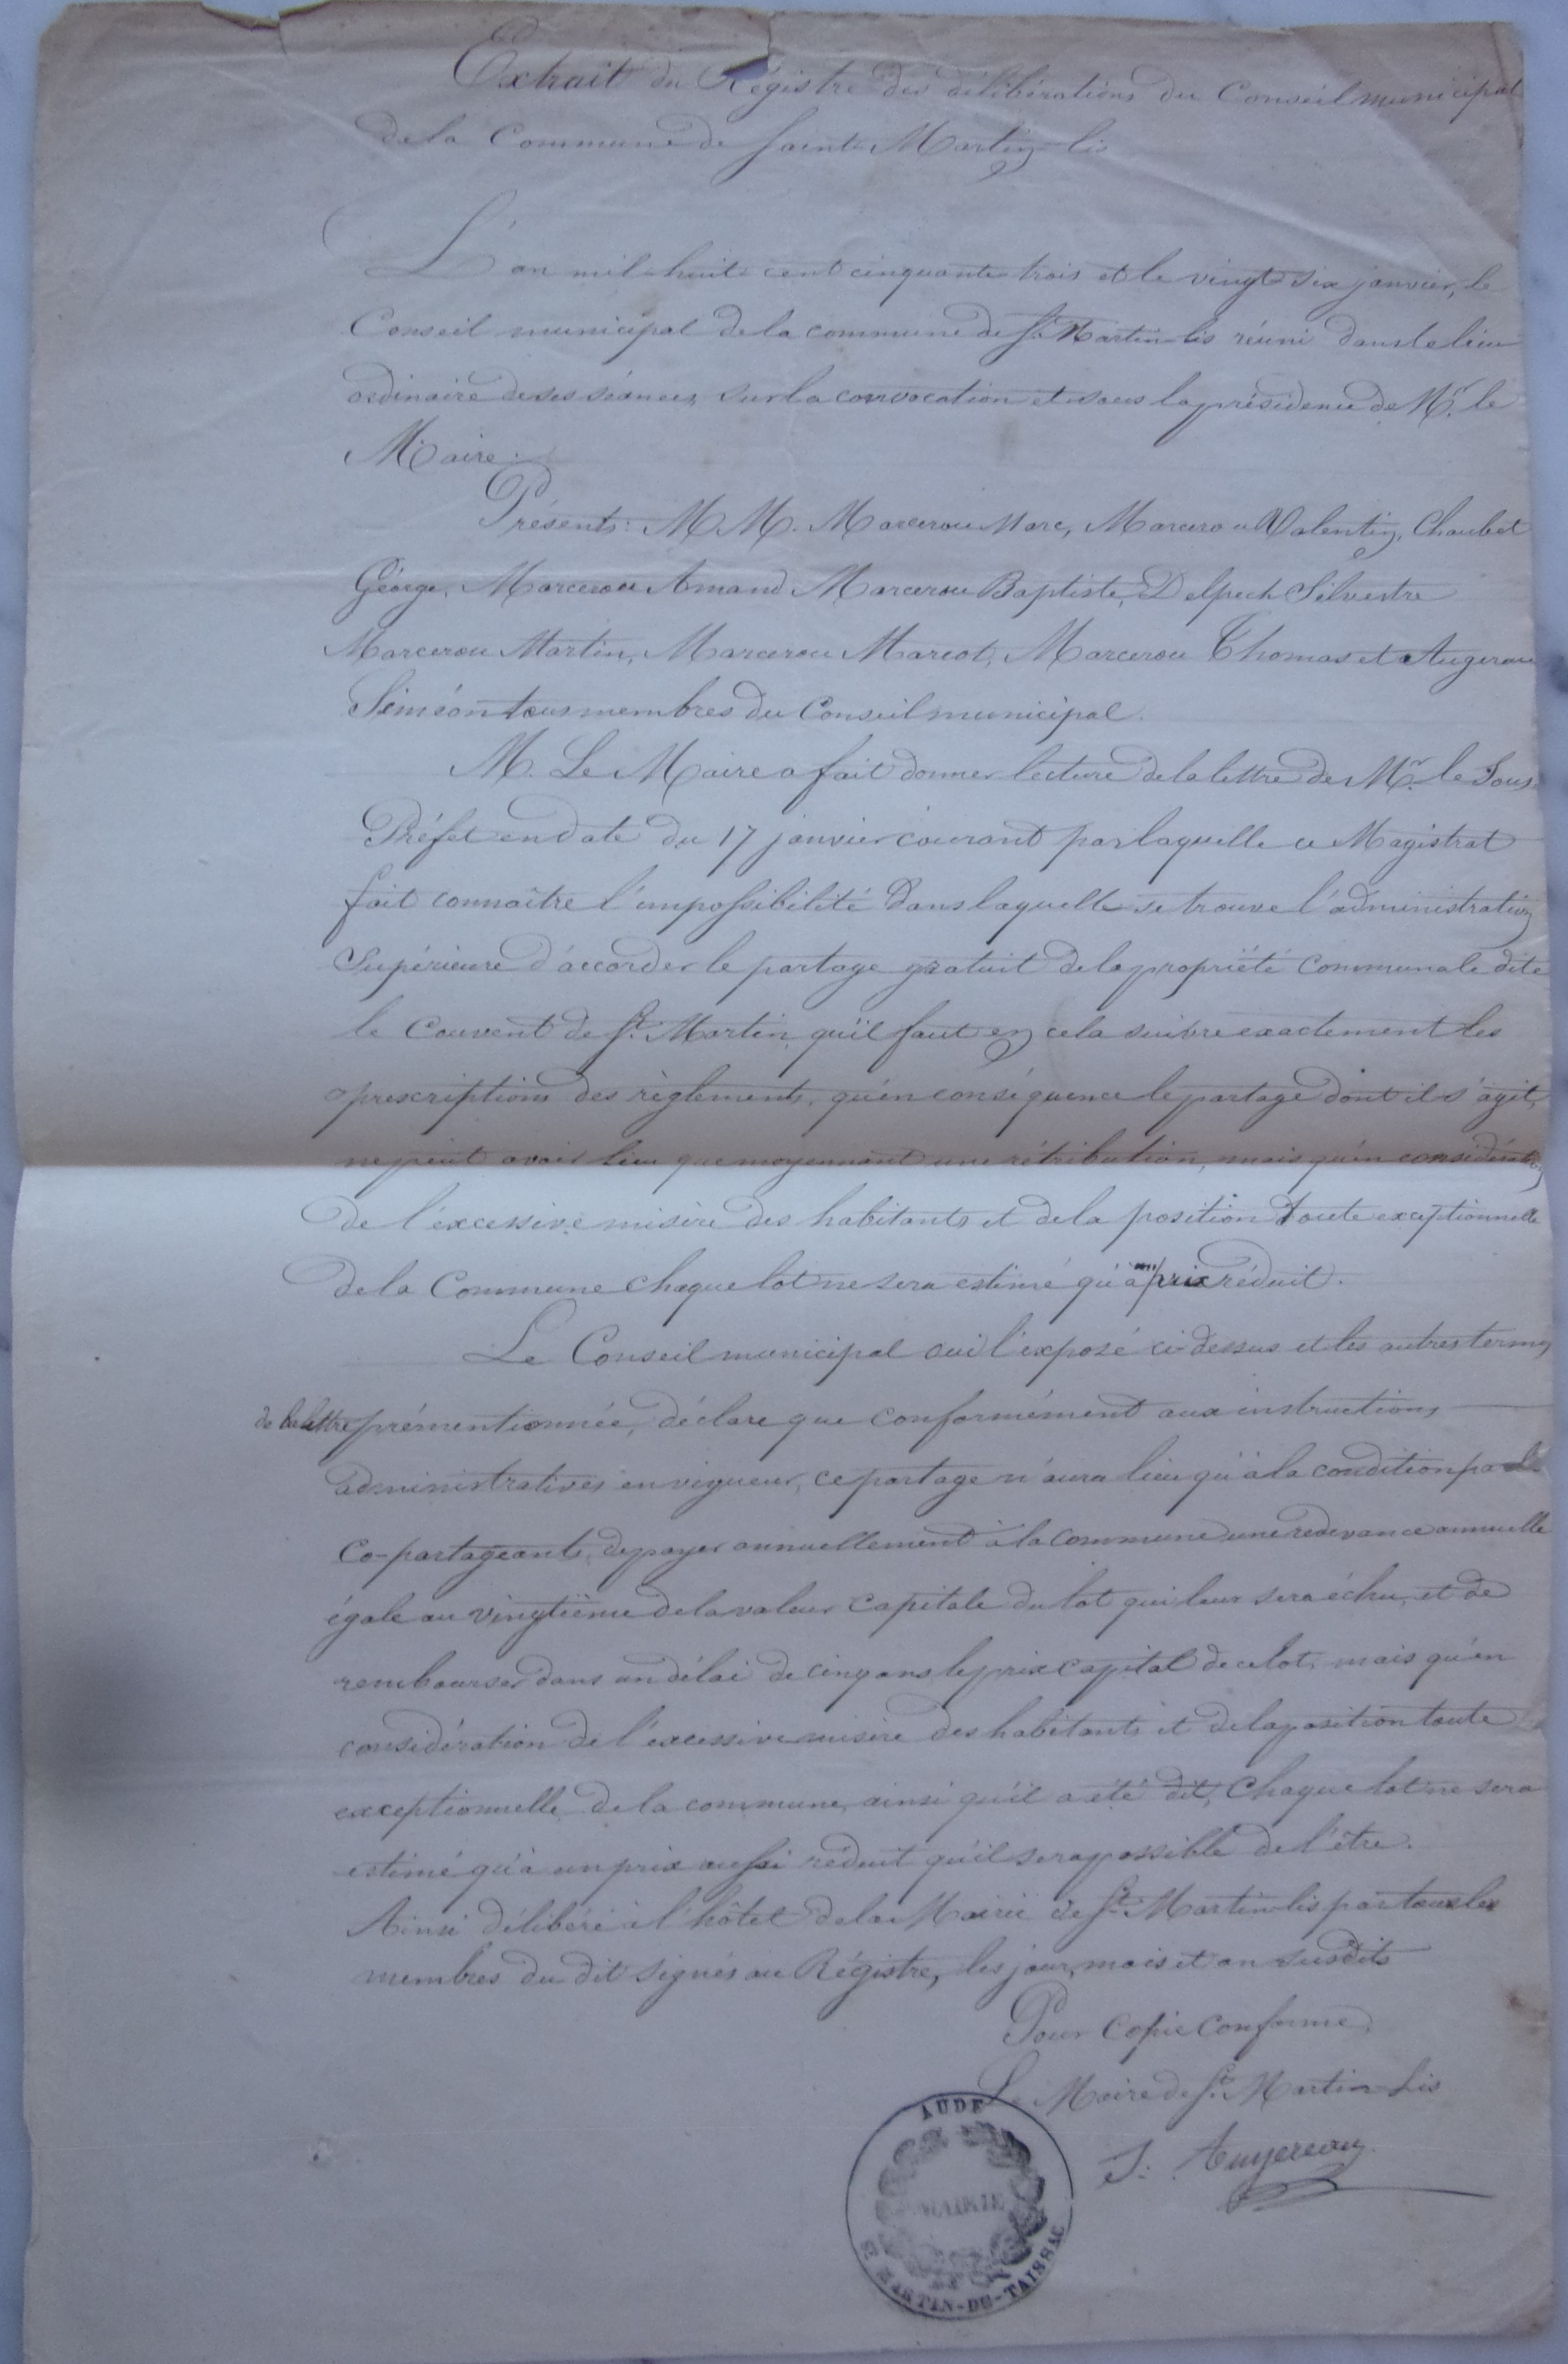 Extrait du Régistre des délibérations du Conseil municipal
de la Commune de Saint Martin-lis
L'an mil-huit cent cinquante trois et le vingt six janvier, le
Conseil municipal de la commune de St Martin-lis réuni dans le lieu
ordinaire de ses séances, sur la convocation et sous la présidence de Mr. le
Maire.
Présents: M M. Marcerou Marc, Marcerou Valentin, Chaubet
Géorge, Marcerou Amand Marcerou Baptiste, Delpech Silvestre
Marcerou Martin, Marcerou Marcot, Marcerou Thomas et Augerou
Siméon tous membres du Conseil municipal.
M. Le Maire a fait donner lecture de la lettre de Mr. le Sous
Préfet en date du 17 janvier courant par laquelle ce Magistrat
fait connaître l'impossibilité dans laquelle se trouve l'administration
Supérieure d'accorder le partage gratuit de la propriété communale dite
le Couvent de St. Martin, qu'il faut en cela suivre exactement les
prescriptions des règlements, qu'en conséquence le partage dont il s'agit,
ne peut avoir lieu que moyennant une rétribution, mais qu'en considération
de l'excessive misère des habitants et de la position toute exceptionnelle
de la Commune chaque lot ne sera estimé qu'à un prix réduit.
Le Conseil municipal oui l'exposé ci-dessus et les autres termes
de la lettre prémentionnée, déclare que conformément aux instructions
administratives en vigueur, ce partage n'aura lieu qu'à la condition par les
Co-partageants, de payer annuellement à la commune une redevance annuelle
égale au vingtième de la valeur capitale du lot qui leur sera échu, et de
rembourser dans un délai de cinq ans le prix capital de ce lot, mais qu'en
considération de l'excessive misère des habitants et de la position toute
exceptionnelle de la commune, ainsi qu'il a été dit, Chaque lot ne sera
estimé qu'à un prix aussi réduit qu'il sera possible de l'être.
Ainsi délibéré à l'hôtel de la Mairie de St. Martin-lis par tous les
membres du dit signés au Régistre, les jour, mois et an susdits
Pour Copie Conforme,
Le Maire de St. Martin-Lis
S. Augerou
AUDE
MAIRIE
St MARTIN-DE-TAISSAC